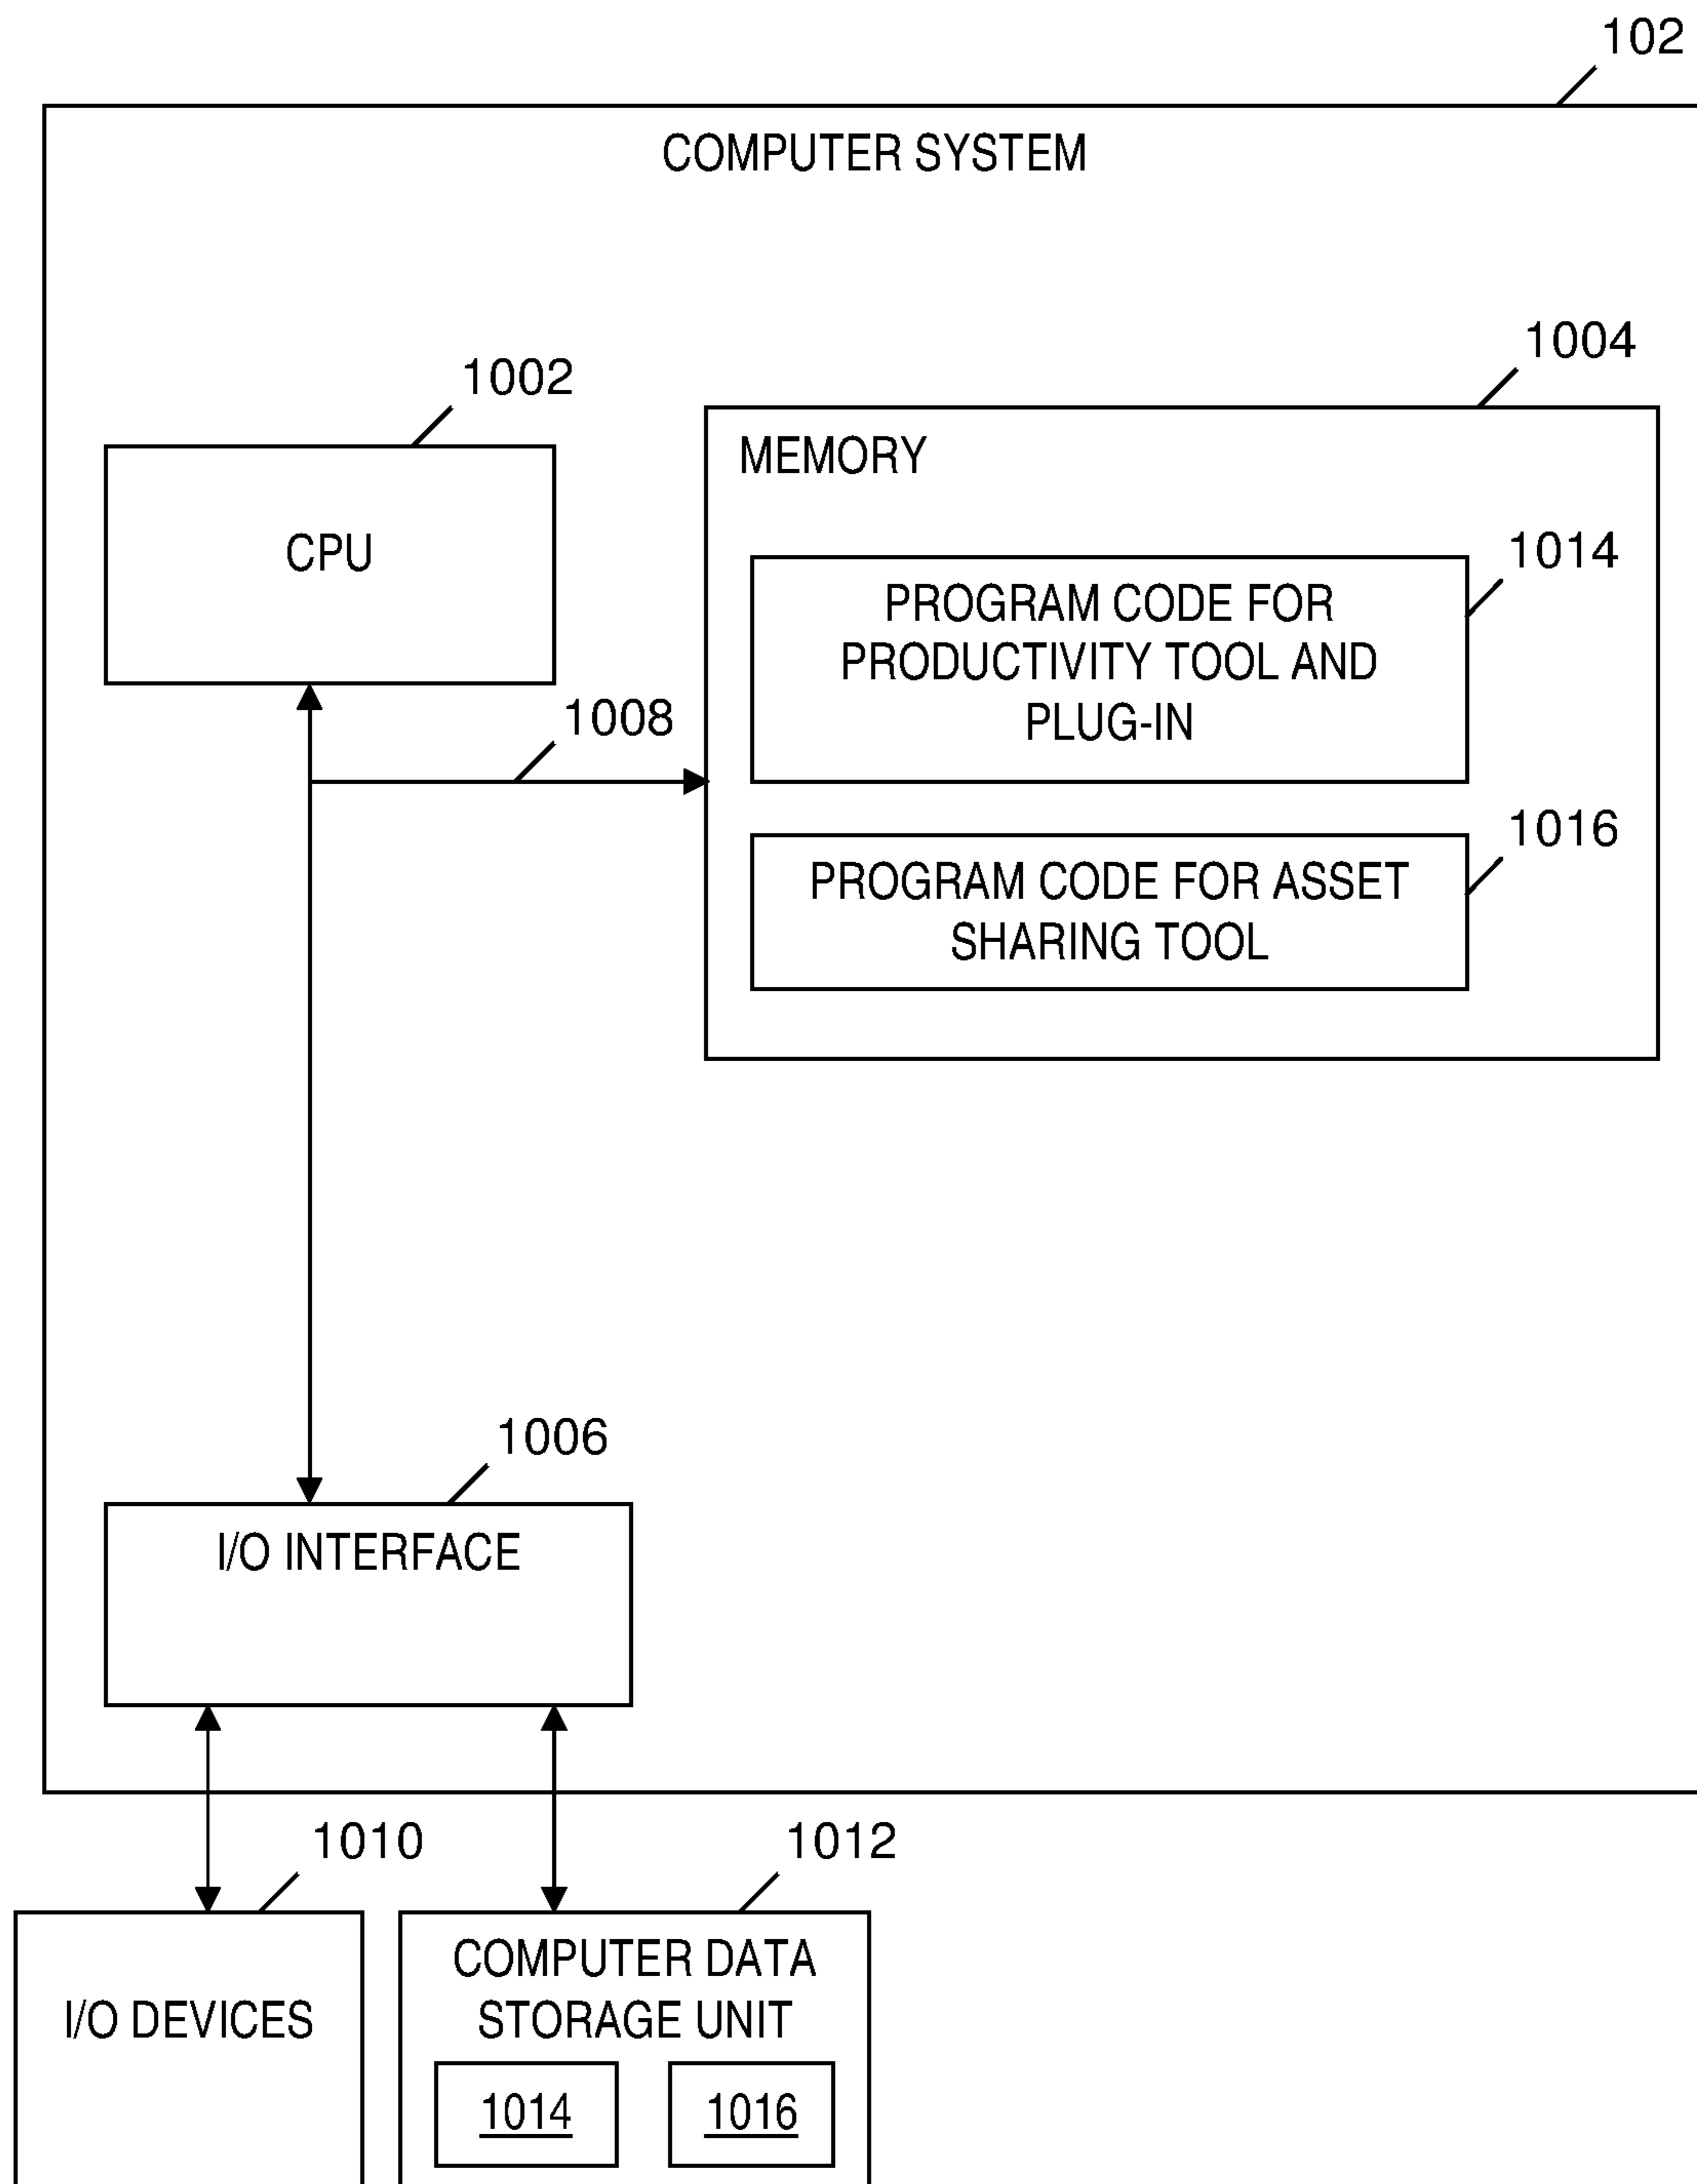 102
COMPUTER SYSTEM
1004
1002
MEMORY
CPU
1014
PROGRAM CODE FOR
PRODUCTIVITY TOOL AND
PLUG-IN
1008
1016
PROGRAM CODE FOR ASSET
SHARING TOOL
1006
I/O INTERFACE
1010
1012
COMPUTER DATA
STORAGE UNIT
I/O DEVICES
1014
1016